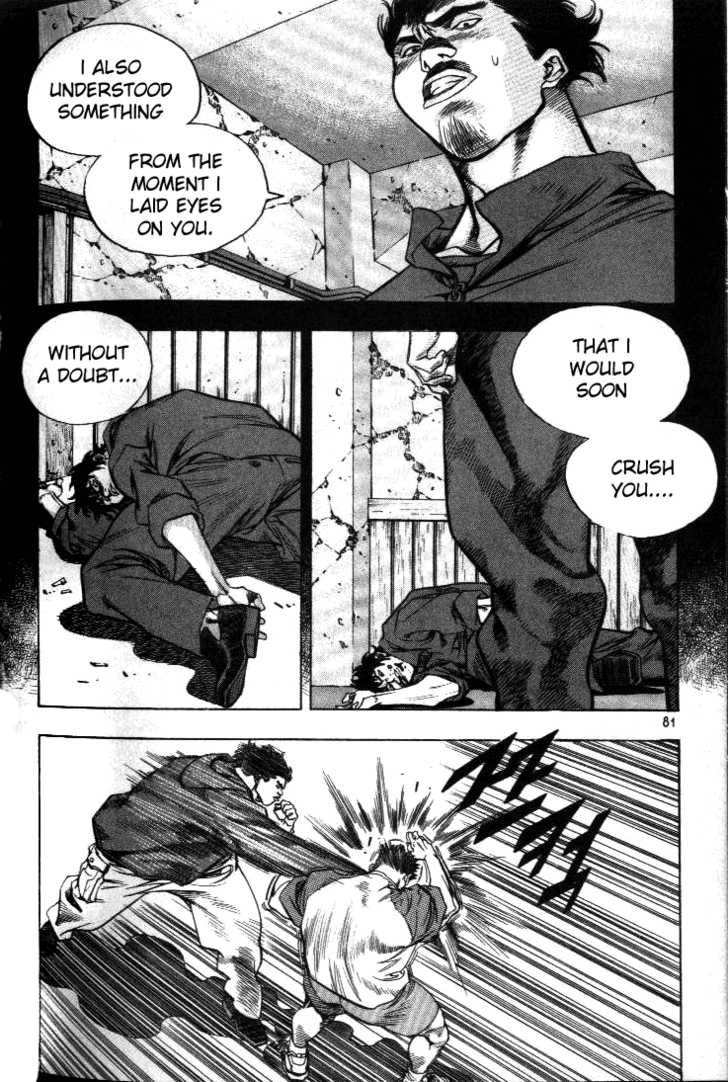 I ALSO
UNDERSTOOD
SOMETHING
FROM THE
MOMENT I
LAID EYES
ON YOU.
WITHOUT
A DOUBT...
THAT I
WOULD
SOON
CRUSH
YOU....
81